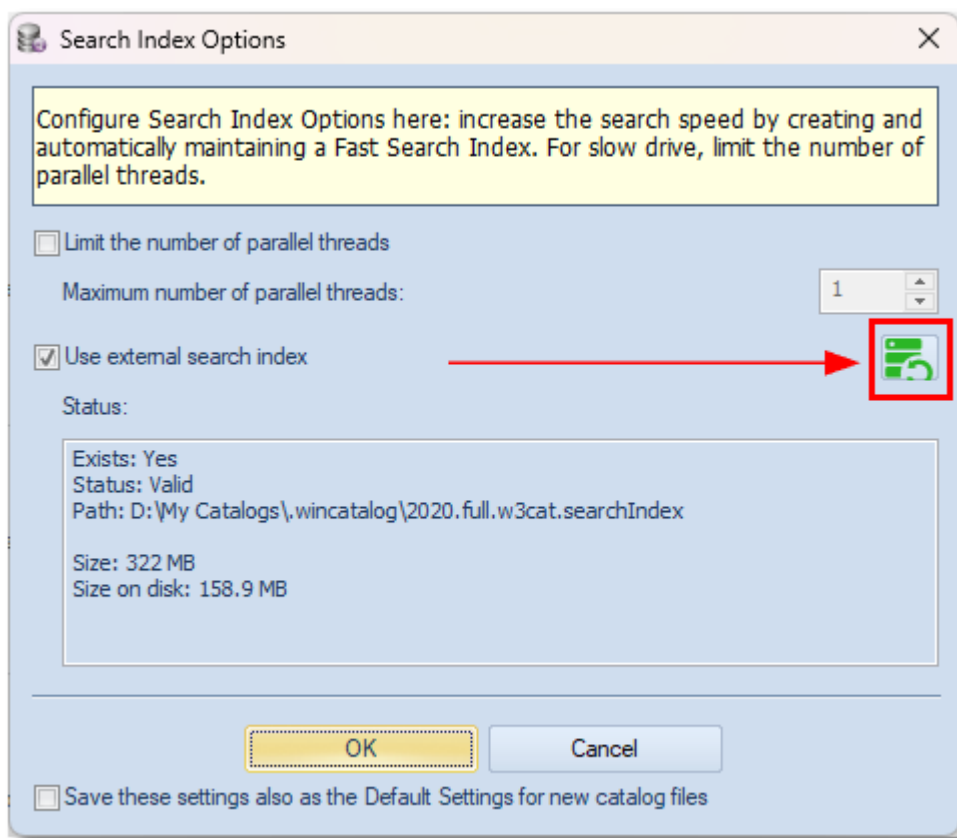 Search Index Options
Configure Search Index Options here: increase the search speed by creating and
automatically maintaining a Fast Search Index. For slow drive, limit the number of
parallel threads.
Limit the number of parallel threads
Maximum number of parallel threads:
1
Use external search index
Status:
Exists: Yes
Status: Valid
Path: D:\My Catalogs\.wincatalog\2020.full.w3cat.searchIndex
Size: 322 MB
Size on disk: 158.9 MB
OK
Cancel
Save these settings also as the Default Settings for new catalog files